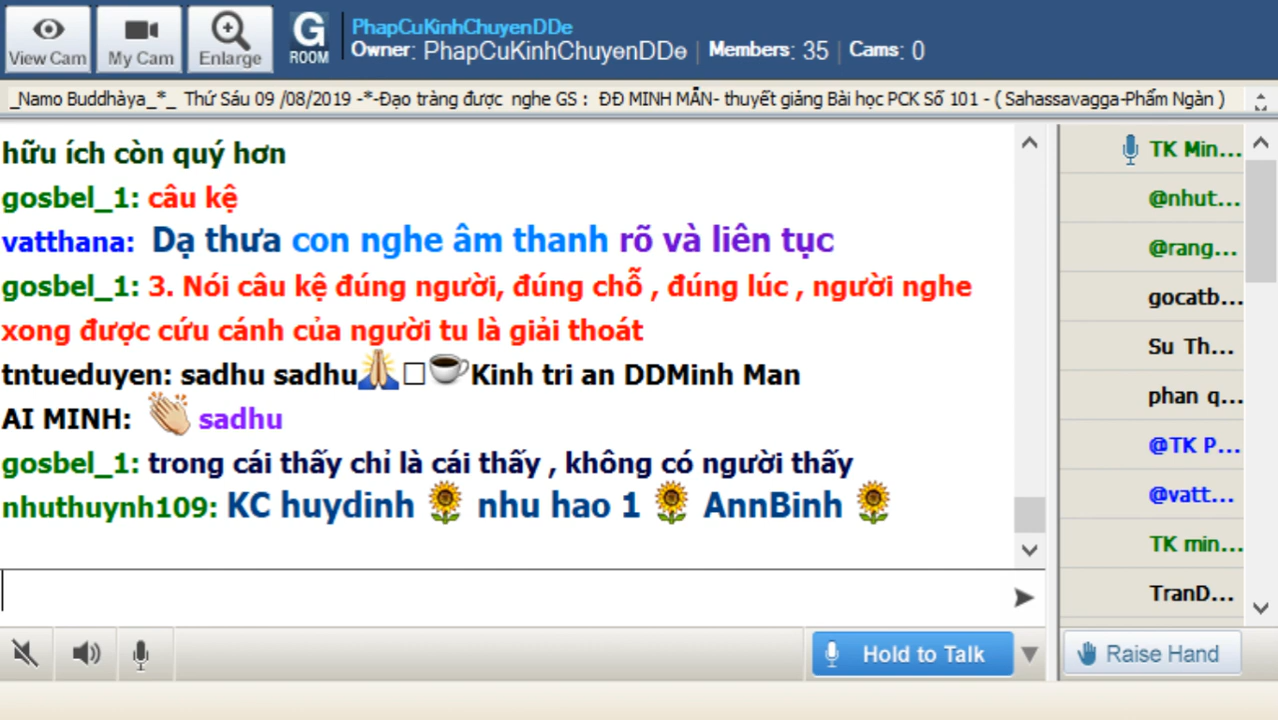 PhapCuKinhChuyenDDe
View Cam
My Cam
Enlarge
G ROOM
Owner: PhapCuKinhChuyenDDe | Members: 35 | Cams: 0
_Namo Buddhàya_*_ Thứ Sáu 09 /08/2019 -*-Đạo tràng được nghe GS : ĐĐ MINH MẪN- thuyết giảng Bài học PCK Số 101 - ( Sahassavagga-Phẩm Ngàn )
hữu ích còn quý hơn
gosbel_1: câu kệ
vatthana: Dạ thưa con nghe âm thanh rõ và liên tục
gosbel_1: 3. Nói câu kệ đúng người, đúng chỗ , đúng lúc , người nghe
xong được cứu cánh của người tu là giải thoát
tntueduyen: sadhu sadhu🙏□☕Kinh tri an DDMinh Man
AI MINH: 👏 sadhu
gosbel_1: trong cái thấy chỉ là cái thấy , không có người thấy
nhuthuynh109: KC huydinh 🌻 nhu hao 1 🌻 AnnBinh 🌻
TK Min...
@nhut...
@rang...
gocatb...
Su Th...
phan q...
@TK P...
@vatt...
TK min...
TranD...
Hold to Talk
Raise Hand